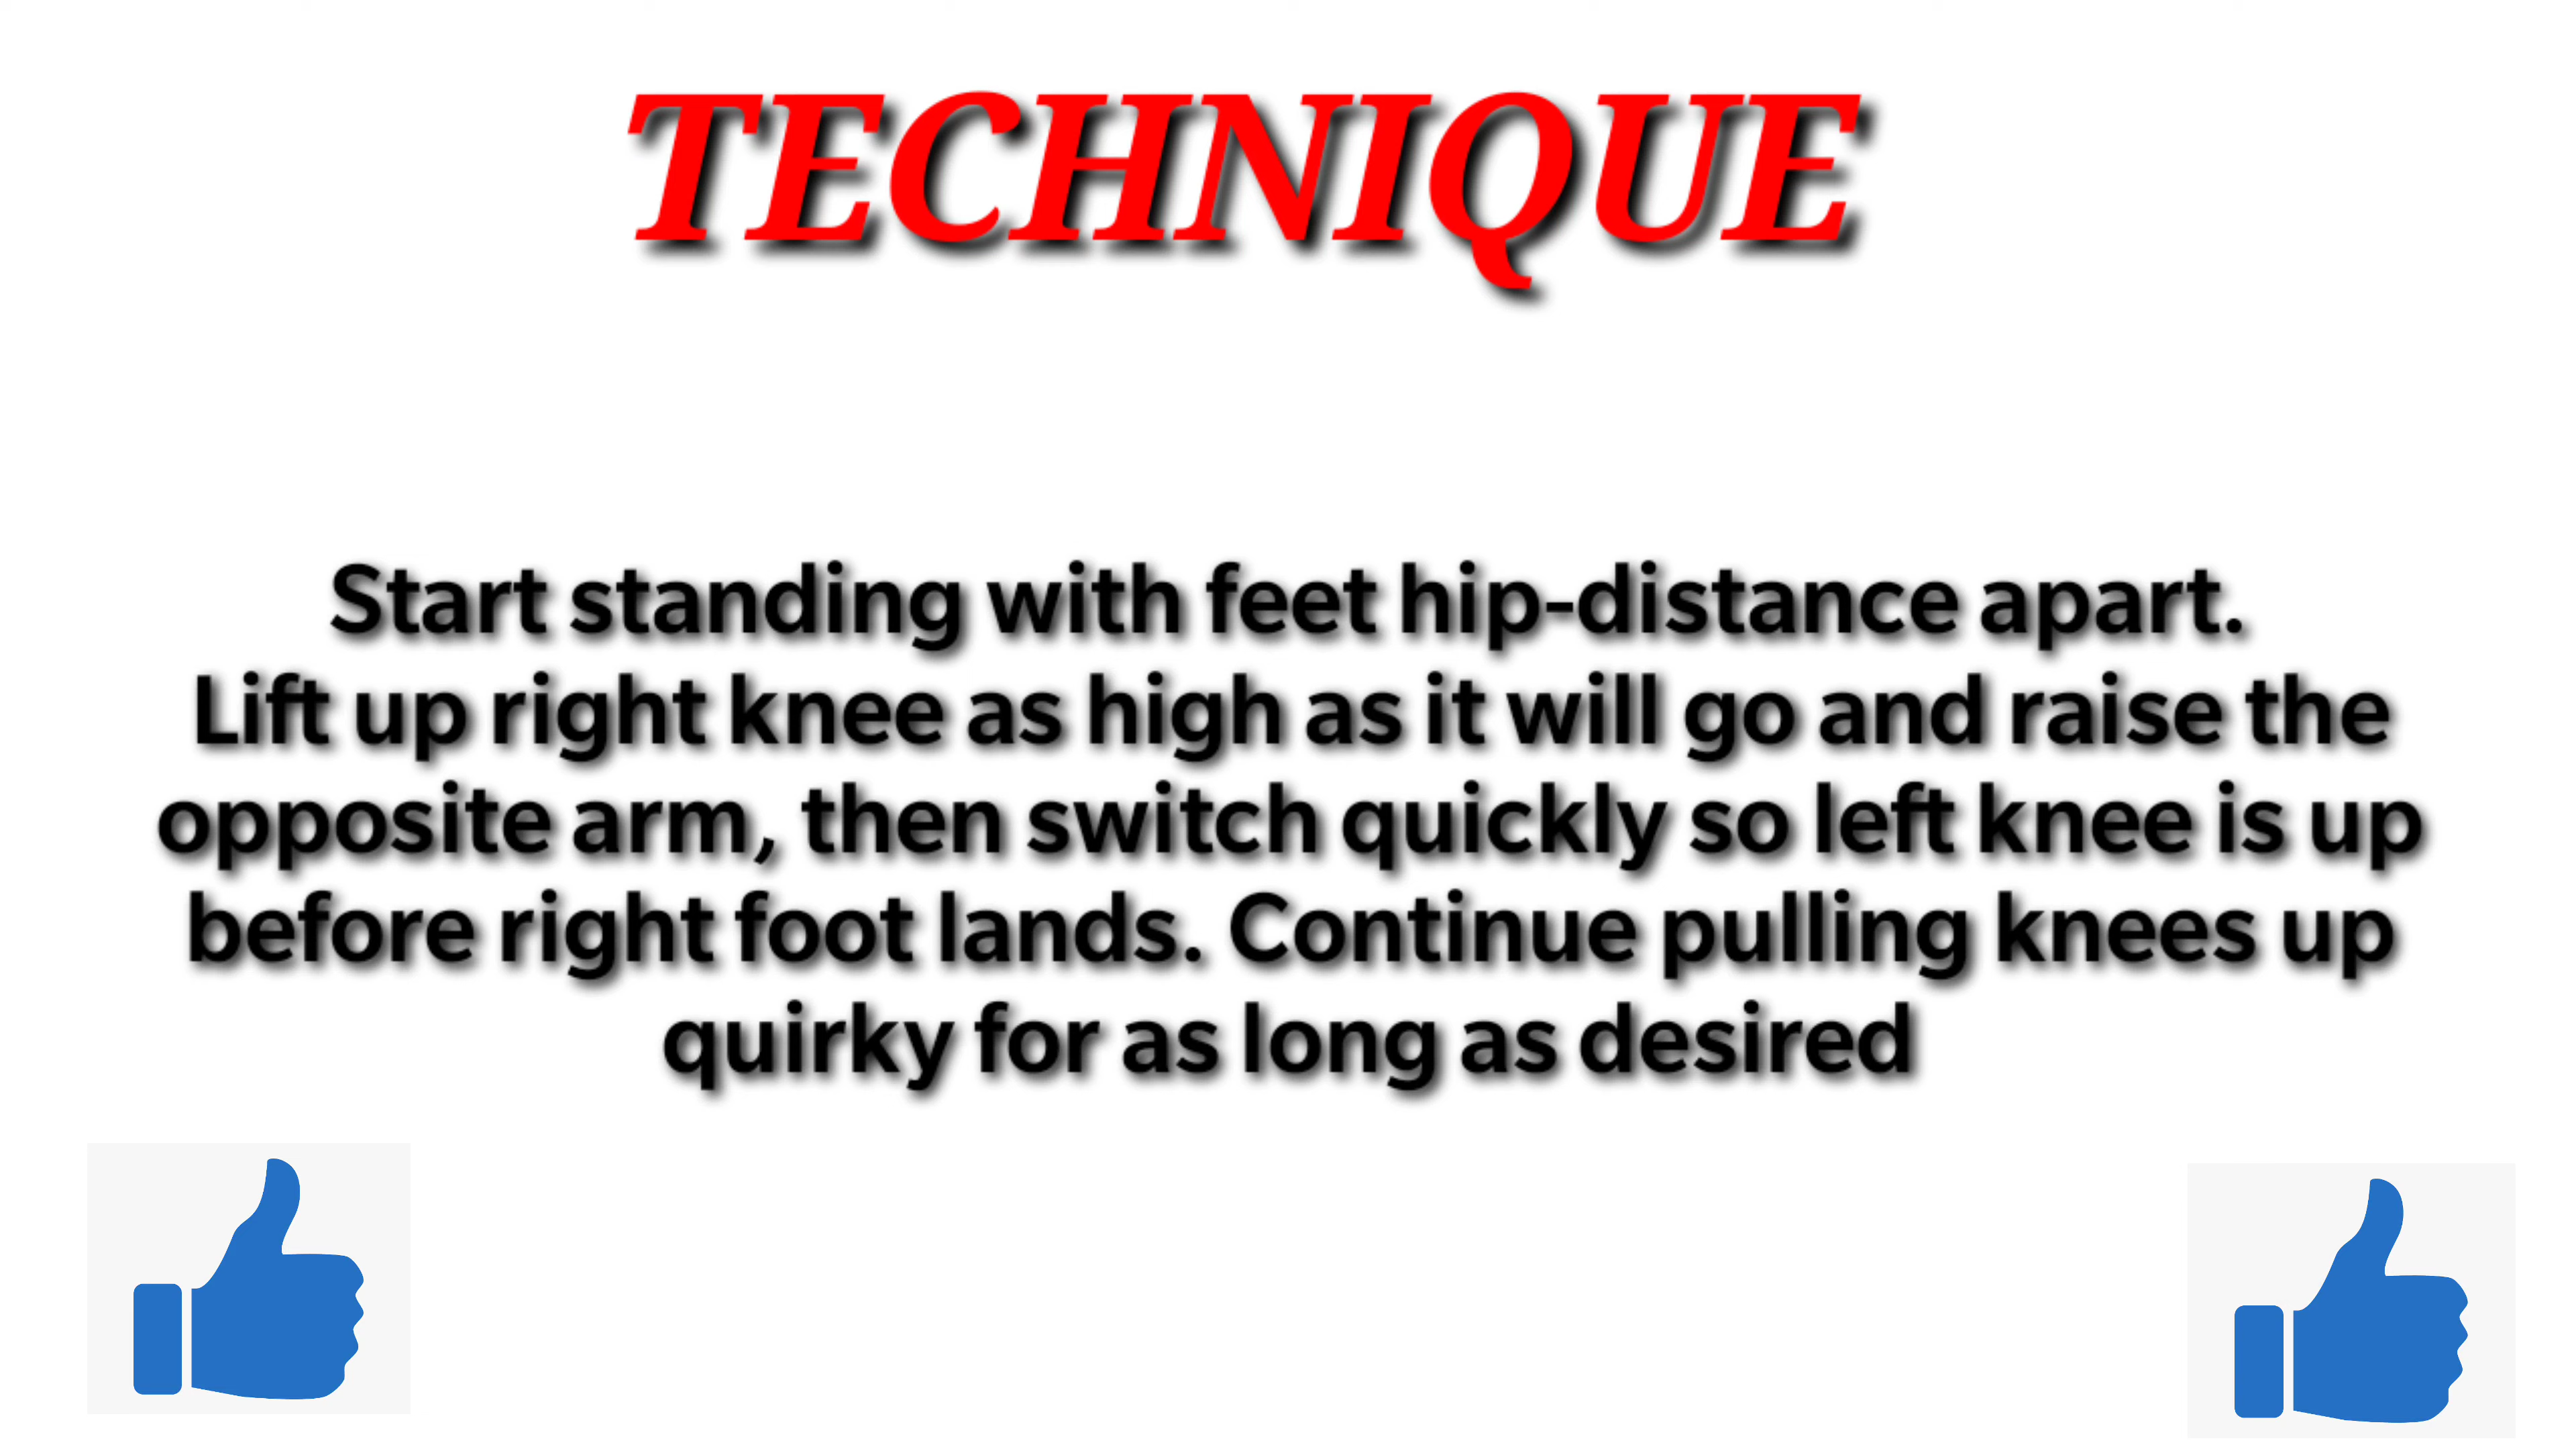 TECHNIQUE
Start standing with feet hip-distance apart.
Lift up right knee as high as it will go and raise the
opposite arm, then switch quickly so left knee is up
before right foot lands. Continue pulling knees up
quirky for as long as desired